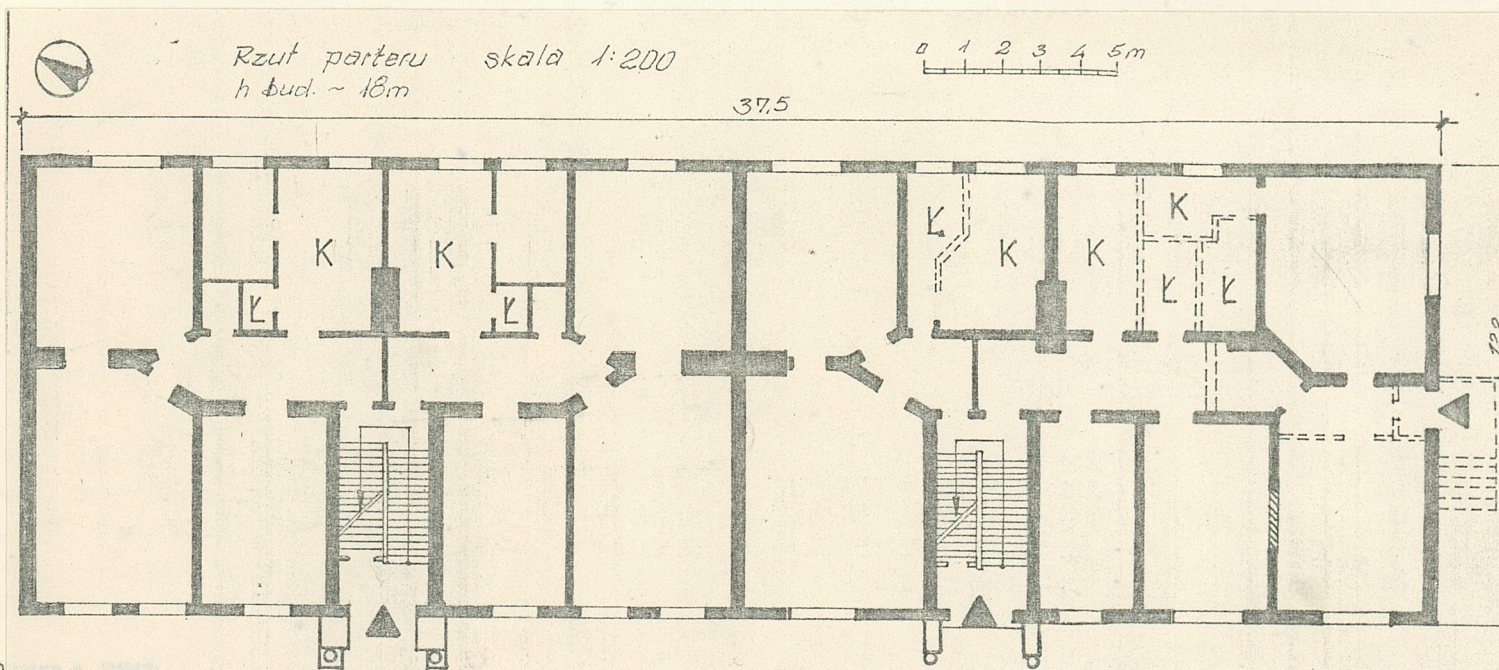 Rzut parteru skala 1:200
h bud. ~ 18m
0 1 2 3 4 5m
37,5
K K Ł K K K
Ł Ł Ł Ł